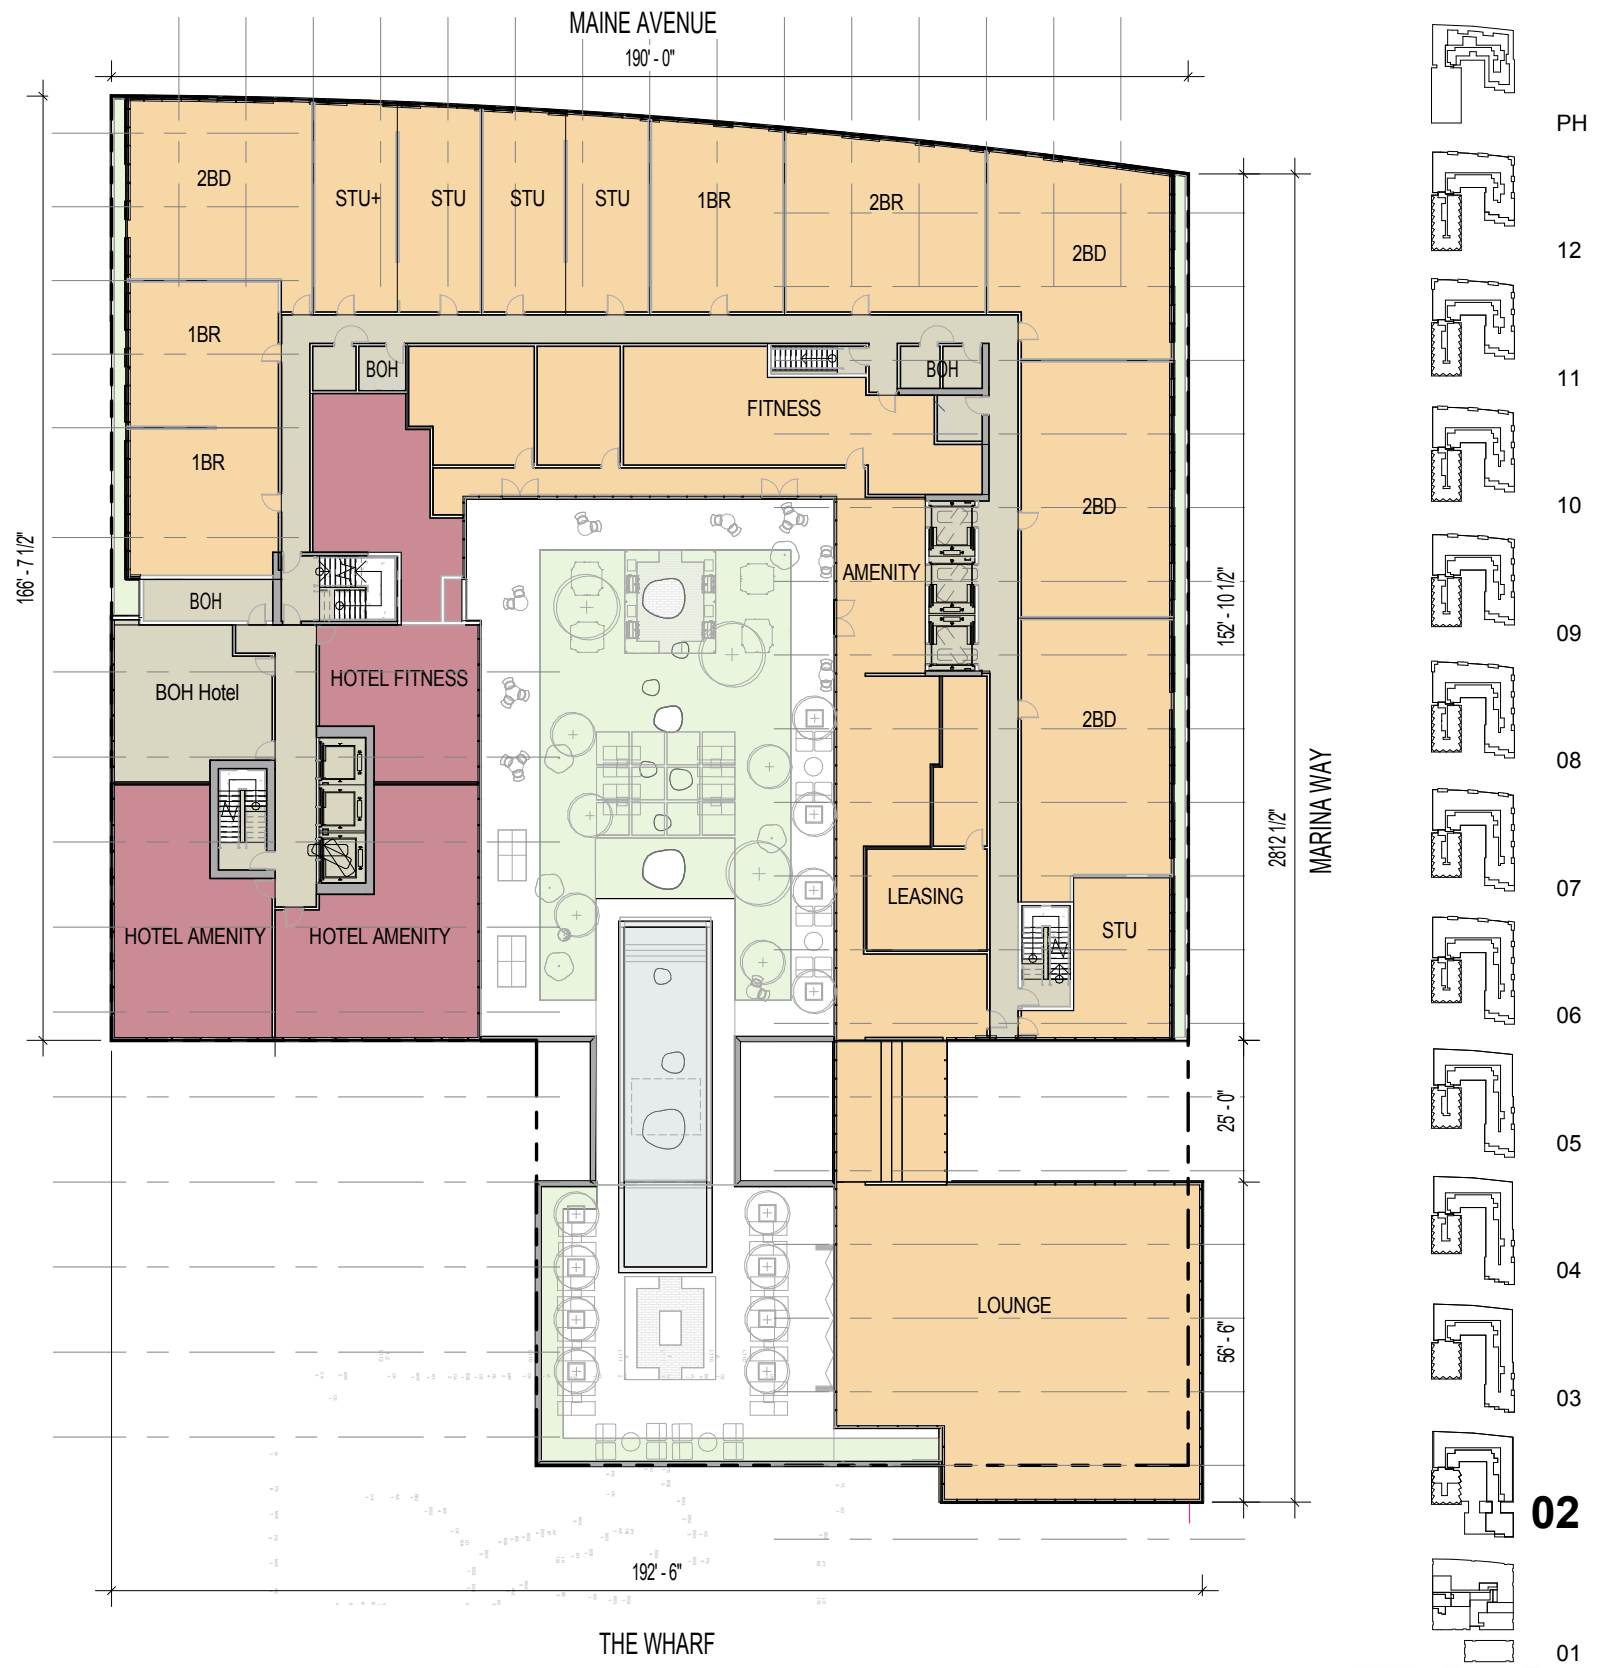 MAINE AVENUE
190' - 0"
PH
2BD
STU+
STU
STU
STU
1BR
2BR
2BD
12
1BR
BOH
BOH
11
FITNESS
1BR
2BD
10
166' - 7 1/2"
AMENITY
152' - 10 1/2"
BOH
09
HOTEL FITNESS
BOH Hotel
2BD
08
2812 1/2"
MARINA WAY
07
LEASING
HOTEL AMENITY
HOTEL AMENITY
STU
06
25' - 0"
05
04
LOUNGE
56' - 6"
03
02
192' - 6"
THE WHARF
01